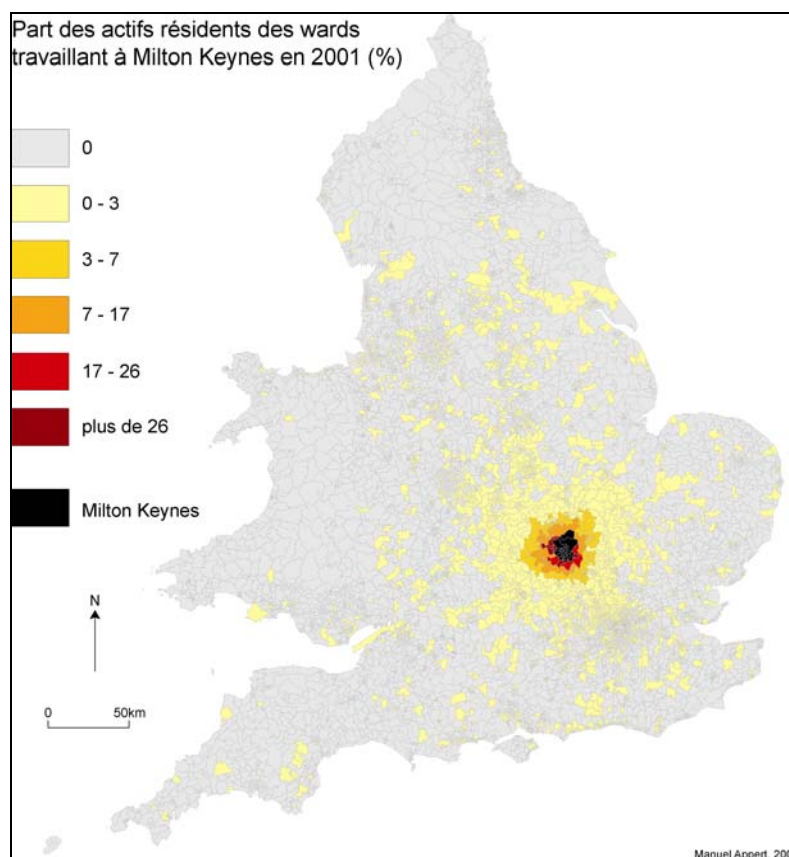 Part des actifs résidents des wards
travaillant à Milton Keynes en 2001 (%)
0
0 - 3
3 - 7
7 - 17
17 - 26
plus de 26
Milton Keynes
N
0 50km
Manuel Appert,